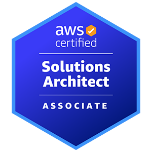 aws
certified
Solutions
Architect
ASSOCIATE